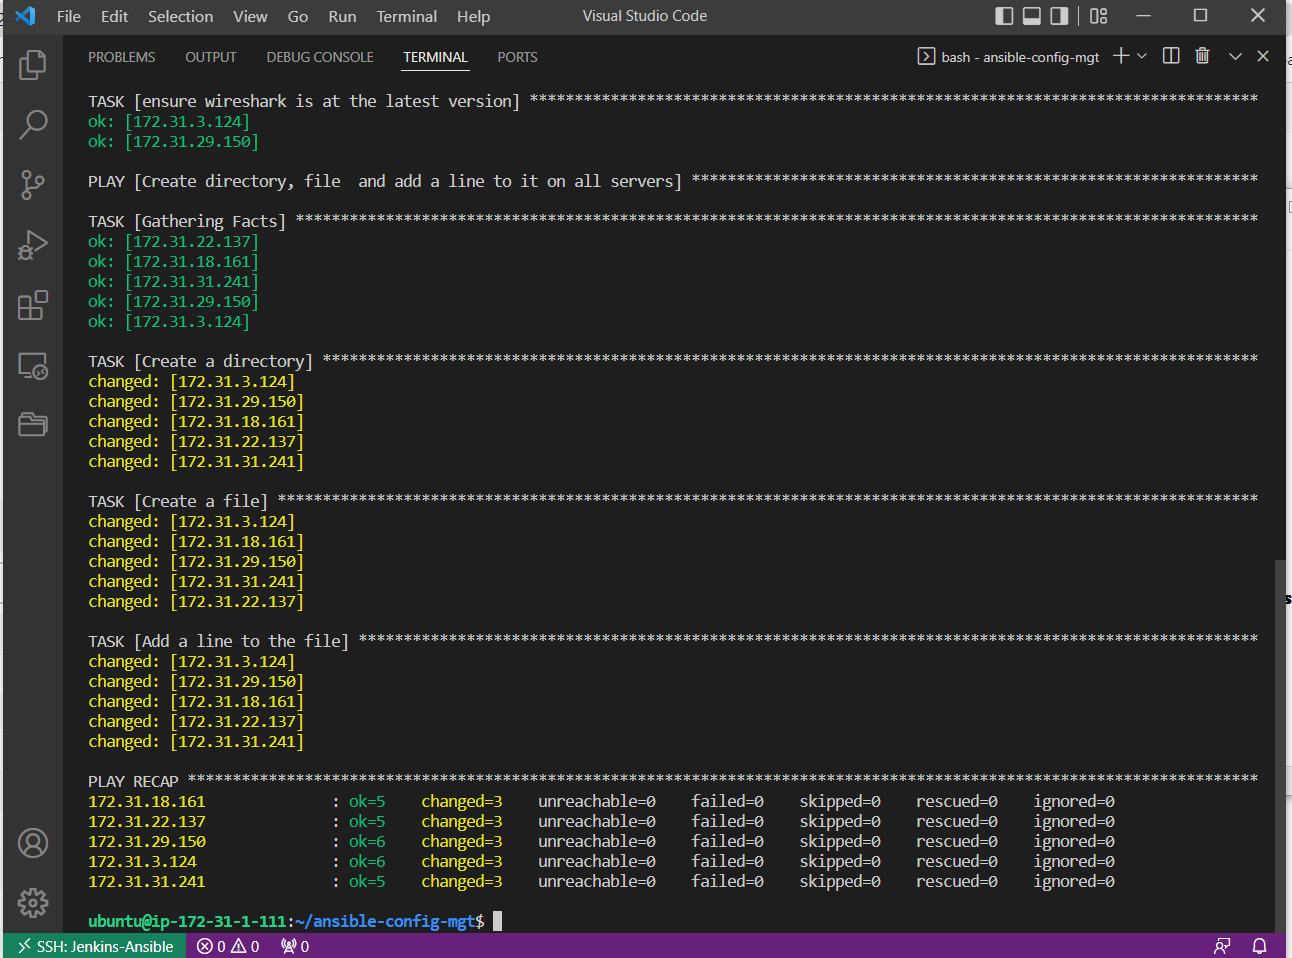 File Edit Selection View Go Run Terminal Help Visual Studio Code
PROBLEMS OUTPUT DEBUG CONSOLE TERMINAL PORTS bash - ansible-config-mgt
TASK [ensure wireshark is at the latest version] *********************************************************************************
ok: [172.31.3.124]
ok: [172.31.29.150]
PLAY [Create directory, file  and add a line to it on all servers] ***************************************************************
TASK [Gathering Facts] ***********************************************************************************************************
ok: [172.31.22.137]
ok: [172.31.18.161]
ok: [172.31.31.241]
ok: [172.31.29.150]
ok: [172.31.3.124]
TASK [Create a directory] ********************************************************************************************************
changed: [172.31.3.124]
changed: [172.31.29.150]
changed: [172.31.18.161]
changed: [172.31.22.137]
changed: [172.31.31.241]
TASK [Create a file] *************************************************************************************************************
changed: [172.31.3.124]
changed: [172.31.18.161]
changed: [172.31.29.150]
changed: [172.31.31.241]
changed: [172.31.22.137]
TASK [Add a line to the file] ****************************************************************************************************
changed: [172.31.3.124]
changed: [172.31.29.150]
changed: [172.31.18.161]
changed: [172.31.22.137]
changed: [172.31.31.241]
PLAY RECAP ***********************************************************************************************************************
172.31.18.161 : ok=5 changed=3 unreachable=0 failed=0 skipped=0 rescued=0 ignored=0
172.31.22.137 : ok=5 changed=3 unreachable=0 failed=0 skipped=0 rescued=0 ignored=0
172.31.29.150 : ok=6 changed=3 unreachable=0 failed=0 skipped=0 rescued=0 ignored=0
172.31.3.124 : ok=6 changed=3 unreachable=0 failed=0 skipped=0 rescued=0 ignored=0
172.31.31.241 : ok=5 changed=3 unreachable=0 failed=0 skipped=0 rescued=0 ignored=0
ubuntu@ip-172-31-1-111:~/ansible-config-mgt$
SSH: Jenkins-Ansible 0 0 0